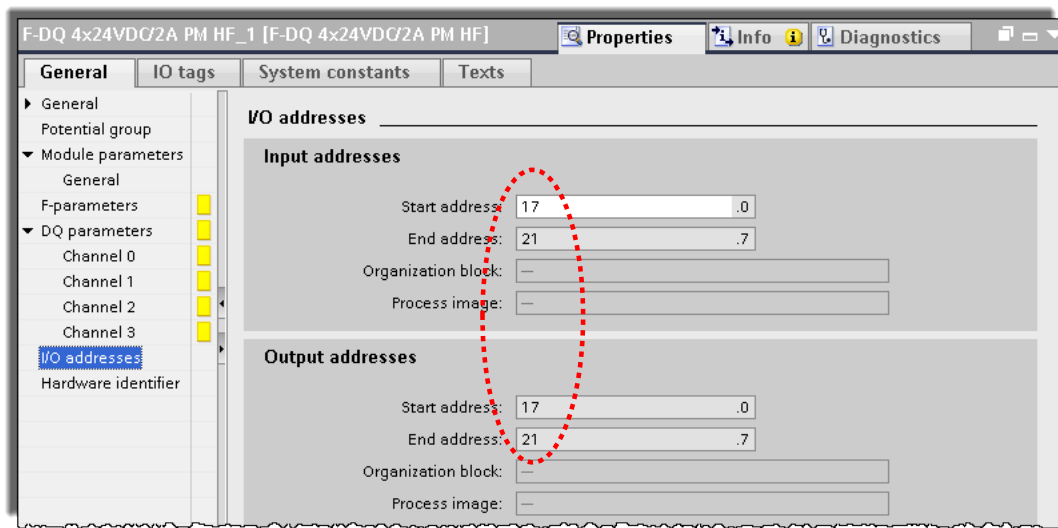 F-DQ 4x24VDC/2A PM HF_1 [F-DQ 4x24VDC/2A PM HF]
Properties
Info
Diagnostics
General
IO tags
System constants
Texts
General
Potential group
Module parameters
General
F-parameters
DQ parameters
Channel 0
Channel 1
Channel 2
Channel 3
I/O addresses
Hardware identifier
I/O addresses
Input addresses
Start address: 17 .0
End address: 21 .7
Organization block: —
Process image: —
Output addresses
Start address: 17 .0
End address: 21 .7
Organization block: —
Process image: —